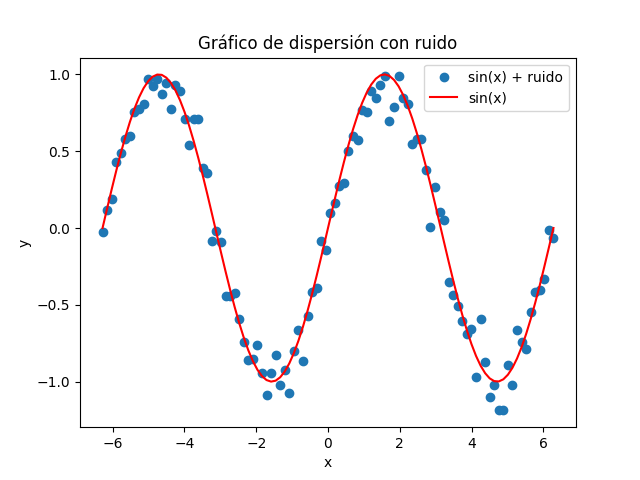 Gráfico de dispersión con ruido
sin(x) + ruido
sin(x)
1.0
0.5
0.0
−0.5
−1.0
y
−6
−4
−2
0
2
4
6
x